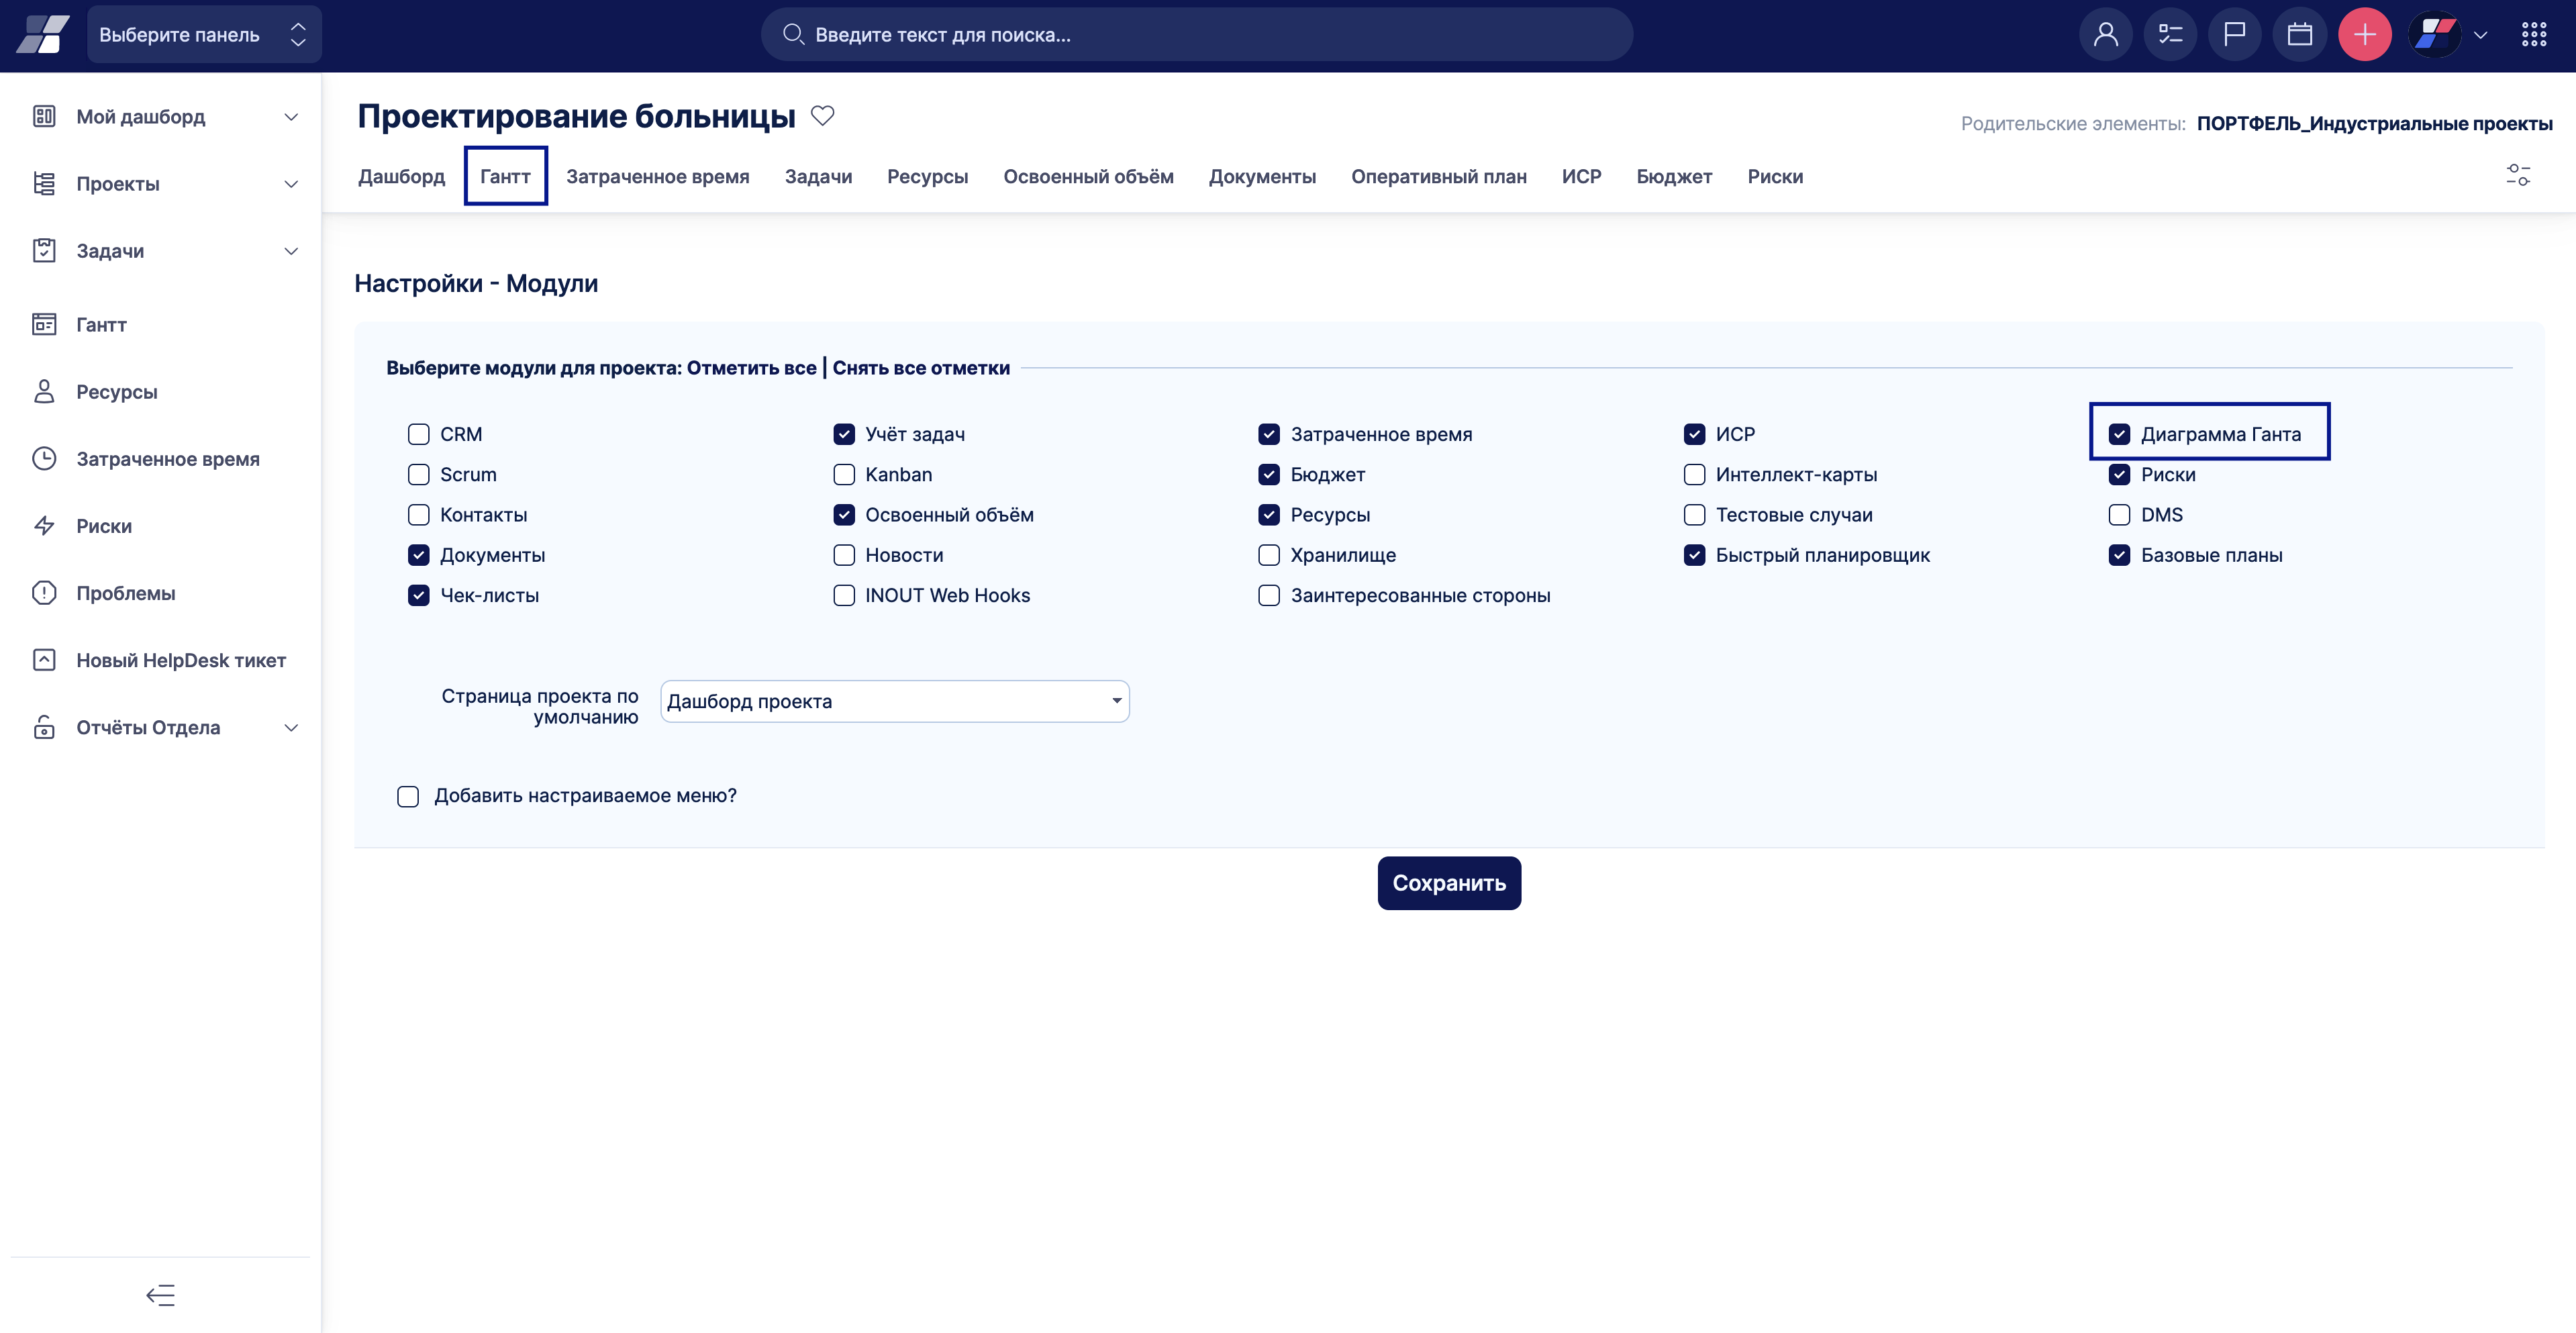 Выберите панель
Введите текст для поиска...
Мой дашборд
Проекты
Задачи
Гантт
Ресурсы
Затраченное время
Риски
Проблемы
Новый HelpDesk тикет
Отчёты Отдела
Проектирование больницы
Родительские элементы: ПОРТФЕЛЬ_Индустриальные проекты
Дашборд Гантт Затраченное время Задачи Ресурсы Освоенный объём Документы Оперативный план ИСР Бюджет Риски
Настройки - Модули
Выберите модули для проекта: Отметить все | Снять все отметки
CRM Учёт задач Затраченное время ИСР Диаграмма Ганта
Scrum Kanban Бюджет Интеллект-карты Риски
Контакты Освоенный объём Ресурсы Тестовые случаи DMS
Документы Новости Хранилище Быстрый планировщик Базовые планы
Чек-листы INOUT Web Hooks Заинтересованные стороны
Страница проекта по
умолчанию
Дашборд проекта
Добавить настраиваемое меню?
Сохранить